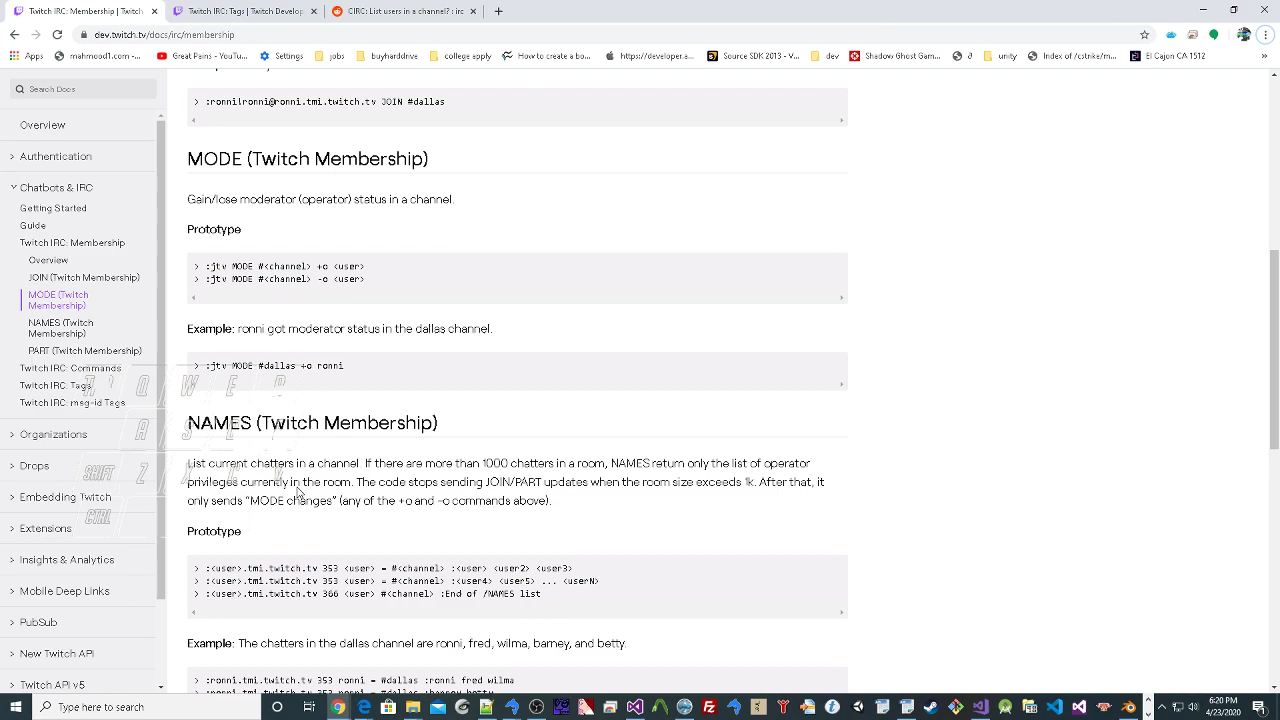 Twitch IRC: Membership | Twitch
Twitch IRC: Tags | Twitch Develop
CIRC: List users in a channel? : irc
dev.twitch.tv/docs/irc/membership
Apps
mahmood1.com - ...
Great Pains - YouTu...
Settings
jobs
buyharddrive
college apply
How to create a bo...
https://developer.a...
Source SDK 2013 - V...
dev
Shadow Ghost Gam...
unity
Index of /cstrike/m...
El Cajon CA 1512
»
Search Docs
Overview
Authentication
Chatbots & IRC
Getting Started
Guide
Twitch IRC: Membership
Overview
JOIN (Twitch Membership)
MODE (Twitch
Membership)
NAMES (Twitch
Membership)
PART (Twitch Membership)
Twitch IRC: Commands
Twitch IRC: Tags
Twitch IRC: msg-id Tags
Organizations
Drops
Embedding Twitch
Extensions
Insights & Analytics
Mobile Deep Links
PubSub
New Twitch API
Twitch API v5
Q W E R
A S F
SHIFT Z X C V
CTRL
> :ronni!ronni@ronni.tmi.twitch.tv JOIN #dallas
MODE (Twitch Membership)
Gain/lose moderator (operator) status in a channel.
Prototype
> :jtv MODE #<channel> +o <user>
> :jtv MODE #<channel> -o <user>
Example: ronni got moderator status in the dallas channel.
> :jtv MODE #dallas +o ronni
NAMES (Twitch Membership)
List current chatters in a channel. If there are more than 1000 chatters in a room, NAMES return only the list of operator
privileges currently in the room. The code stops sending JOIN/PART updates when the room size exceeds 1k. After that, it
only sends “MODE changes” (any of the +o and -o commands above).
Prototype
> :<user>.tmi.twitch.tv 353 <user> = #<channel> :<user> <user2> <user3>
> :<user>.tmi.twitch.tv 353 <user> = #<channel> :<user4> <user5> ... <userN>
> :<user>.tmi.twitch.tv 366 <user> #<channel> :End of /NAMES list
Example: The chatters in the dallas channel are ronni, fred, wilma, barney, and betty.
> :ronni.tmi.twitch.tv 353 ronni = #dallas :ronni fred wilma
Type here to search
6:20 PM
4/23/2020